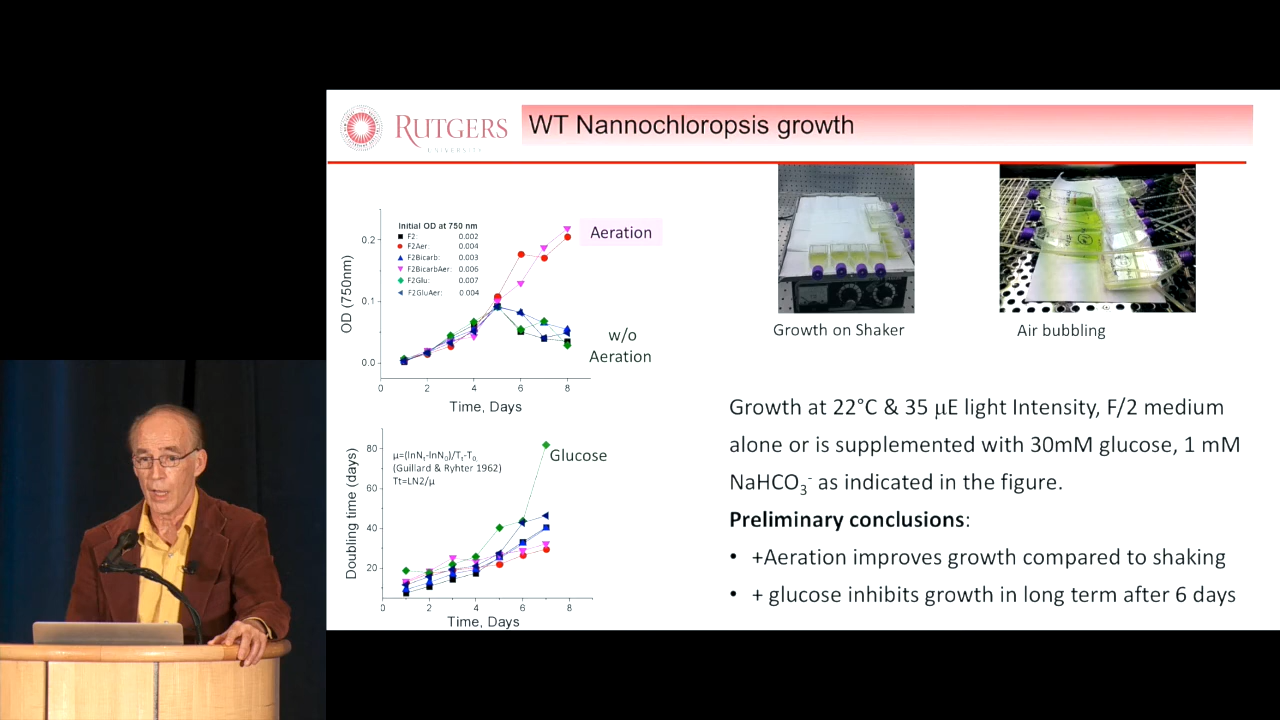 RUTGERS
UNIVERSITY
WT Nannochloropsis growth
Initial OD at 750 nm
F2: 0.002
F2Aer: 0.004
F2Bicarb: 0.003
F2BicarbAer: 0.006
F2Glu: 0.007
F2GluAer: 0 004
OD (750nm)
0.2
0.1
0.0
0 2 4 6 8
Time, Days
Aeration
w/o
Aeration
Growth on Shaker
Air bubbling
Doubling time (days)
80
60
40
20
0 2 4 6 8
Time, Days
μ=(lnNt-lnN0)/Tt-T0,
(Guillard & Ryhter 1962)
Tt=LN2/μ
Glucose
Growth at 22°C & 35 μE light Intensity, F/2 medium
alone or is supplemented with 30mM glucose, 1 mM
NaHCO3- as indicated in the figure.
Preliminary conclusions:
• +Aeration improves growth compared to shaking
• + glucose inhibits growth in long term after 6 days